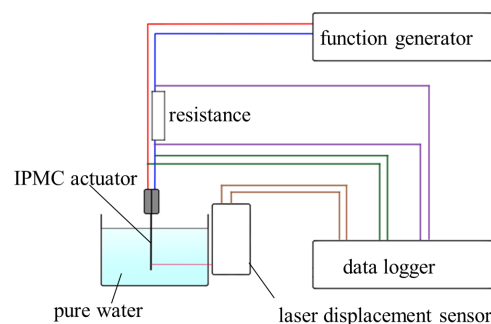 function generator
resistance
IPMC actuator
data logger
pure water
laser displacement sensor